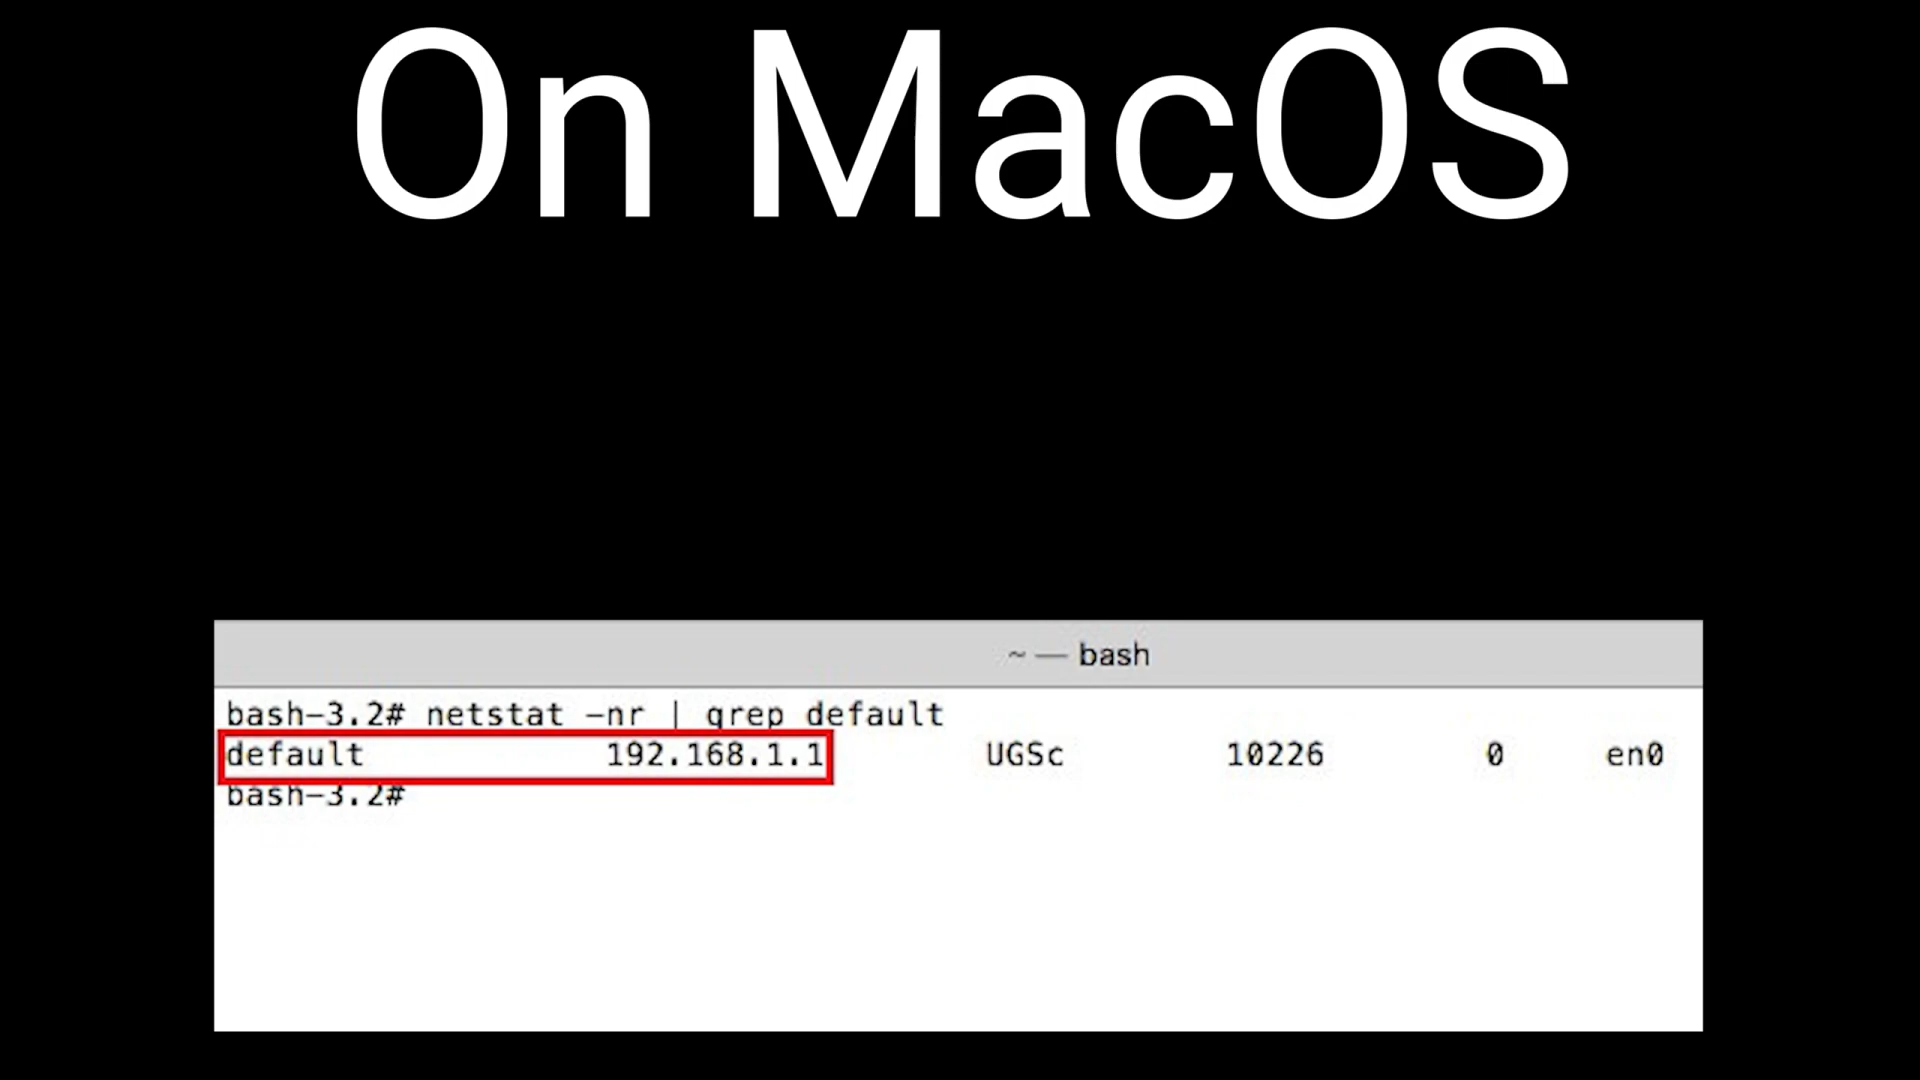 On MacOS
~ — bash
bash-3.2# netstat -nr | grep default
default 192.168.1.1 UGSc 10226 0 en0
bash-3.2#